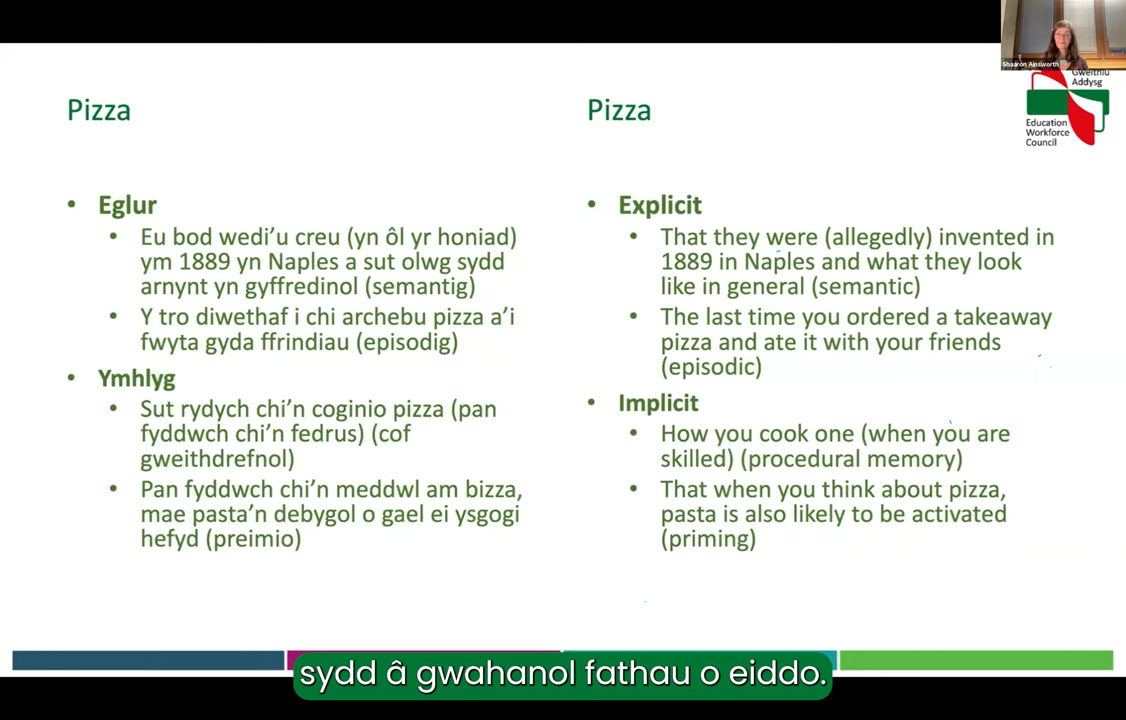 Shaaron Ainsworth
Gweithlu
Addysg
Education
Workforce
Council
Pizza
• Eglur
• Eu bod wedi'u creu (yn ôl yr honiad)
ym 1889 yn Naples a sut olwg sydd
arnynt yn gyffredinol (semantig)
• Y tro diwethaf i chi archebu pizza a'i
fwyta gyda ffrindiau (episodig)
• Ymhlyg
• Sut rydych chi'n coginio pizza (pan
fyddwch chi'n fedrus) (cof
gweithdrefnol)
• Pan fyddwch chi'n meddwl am bizza,
mae pasta'n debygol o gael ei ysgogi
hefyd (preimio)
Pizza
• Explicit
• That they were (allegedly) invented in
1889 in Naples and what they look
like in general (semantic)
• The last time you ordered a takeaway
pizza and ate it with your friends
(episodic)
• Implicit
• How you cook one (when you are
skilled) (procedural memory)
• That when you think about pizza,
pasta is also likely to be activated
(priming)
sydd â gwahanol fathau o eiddo.